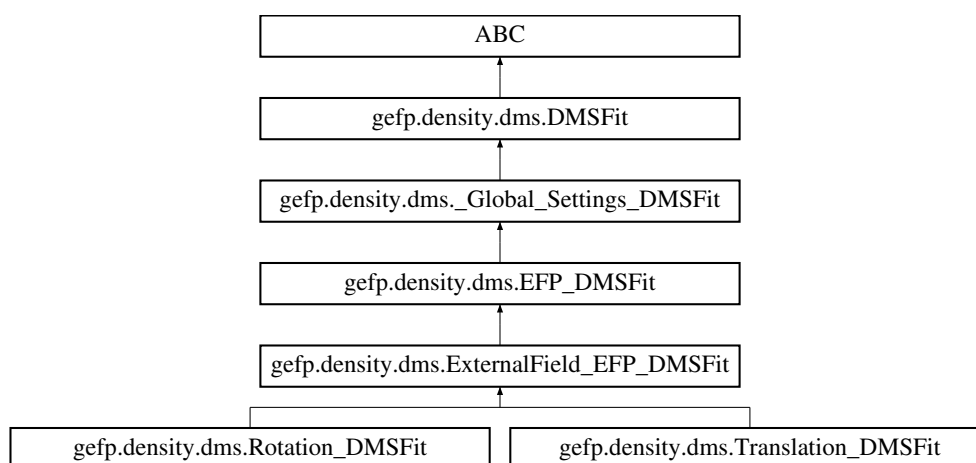 ABC
gefp.density.dms.DMSFit
gefp.density.dms._Global_Settings_DMSFit
gefp.density.dms.EFP_DMSFit
gefp.density.dms.ExternalField_EFP_DMSFit
gefp.density.dms.Rotation_DMSFit
gefp.density.dms.Translation_DMSFit